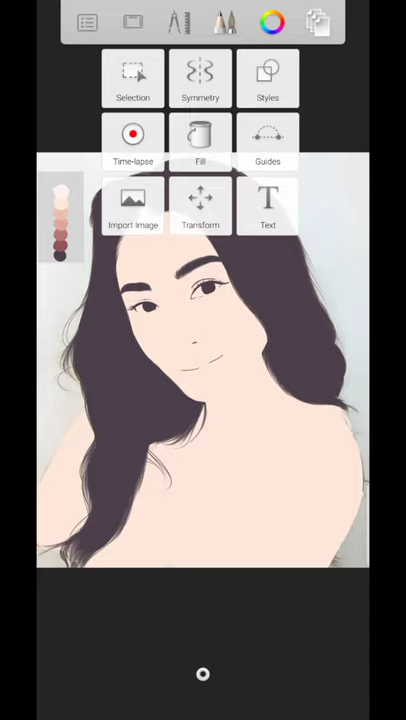 Selection Symmetry Styles
Time-lapse Fill Guides
Import Image Transform Text